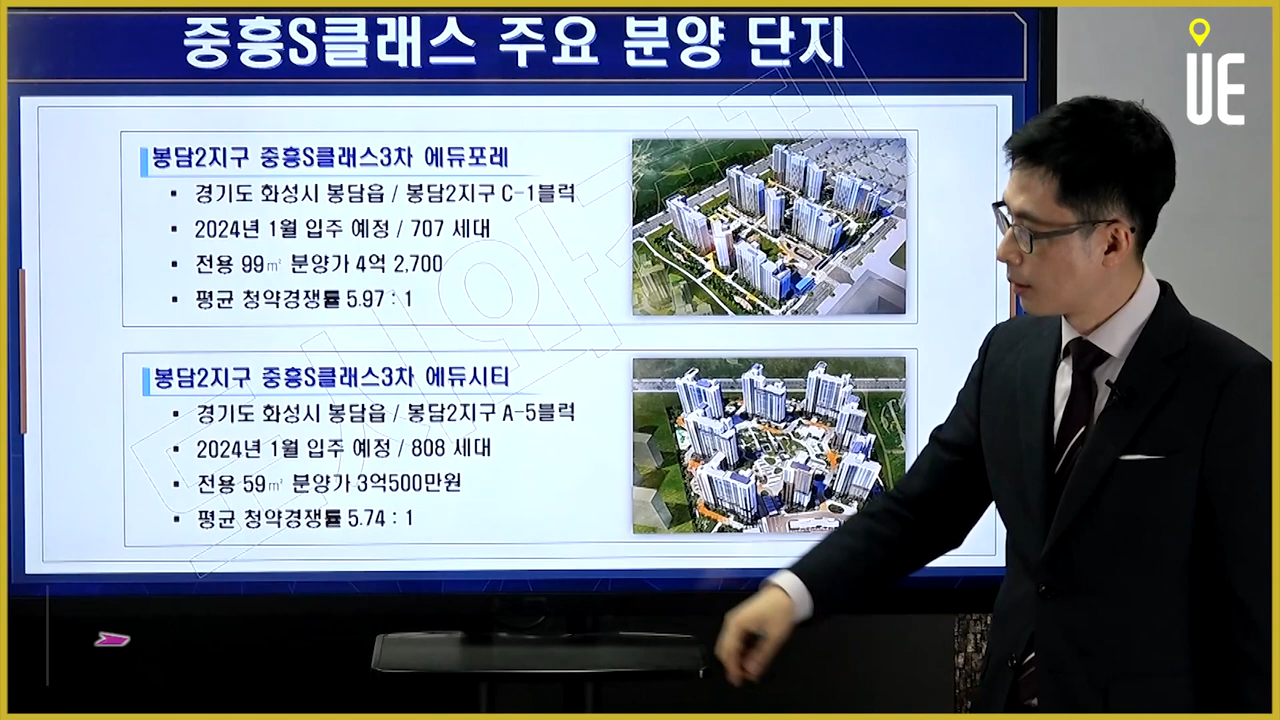 중흥S클래스 주요 분양 단지
UE
봉담2지구 중흥S클래스3차 에듀포레
▪ 경기도 화성시 봉담읍 / 봉담2지구 C-1블럭
▪ 2024년 1월 입주 예정 / 707 세대
▪ 전용 99㎡ 분양가 4억 2,700
▪ 평균 청약경쟁률 5.97 : 1
봉담2지구 중흥S클래스3차 에듀시티
▪ 경기도 화성시 봉담읍 / 봉담2지구 A-5블럭
▪ 2024년 1월 입주 예정 / 808 세대
▪ 전용 59㎡ 분양가 3억500만원
▪ 평균 청약경쟁률 5.74 : 1